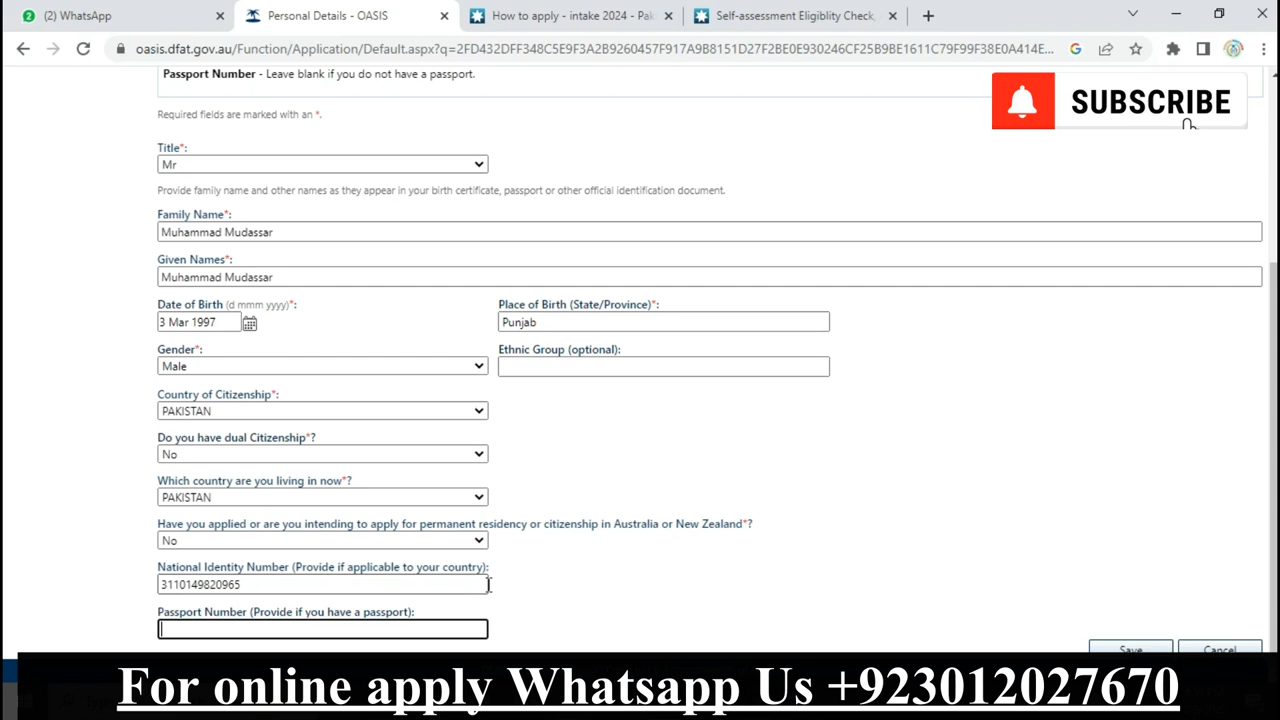 (2) WhatsApp
Personal Details - OASIS
How to apply - intake 2024 - Pak
Self-assessment Eligiblity Check,
oasis.dfat.gov.au/Function/Application/Default.aspx?q=2FD432DFF348C5E9F3A2B9260457F917A9B8151D27F2BE0E930246CF25B9BE1611C79F99F38E0A414E...
Passport Number - Leave blank if you do not have a passport.
SUBSCRIBE
Required fields are marked with an *.
Title*:
Mr
Provide family name and other names as they appear in your birth certificate, passport or other official identification document.
Family Name*:
Muhammad Mudassar
Given Names*:
Muhammad Mudassar
Date of Birth (d mmm yyyy)*:
Place of Birth (State/Province)*:
3 Mar 1997
Punjab
Gender*:
Ethnic Group (optional):
Male
Country of Citizenship*:
PAKISTAN
Do you have dual Citizenship*?
No
Which country are you living in now*?
PAKISTAN
Have you applied or are you intending to apply for permanent residency or citizenship in Australia or New Zealand*?
No
National Identity Number (Provide if applicable to your country):
3110149820965
Passport Number (Provide if you have a passport):
Save
Cancel
For online apply Whatsapp Us +923012027670